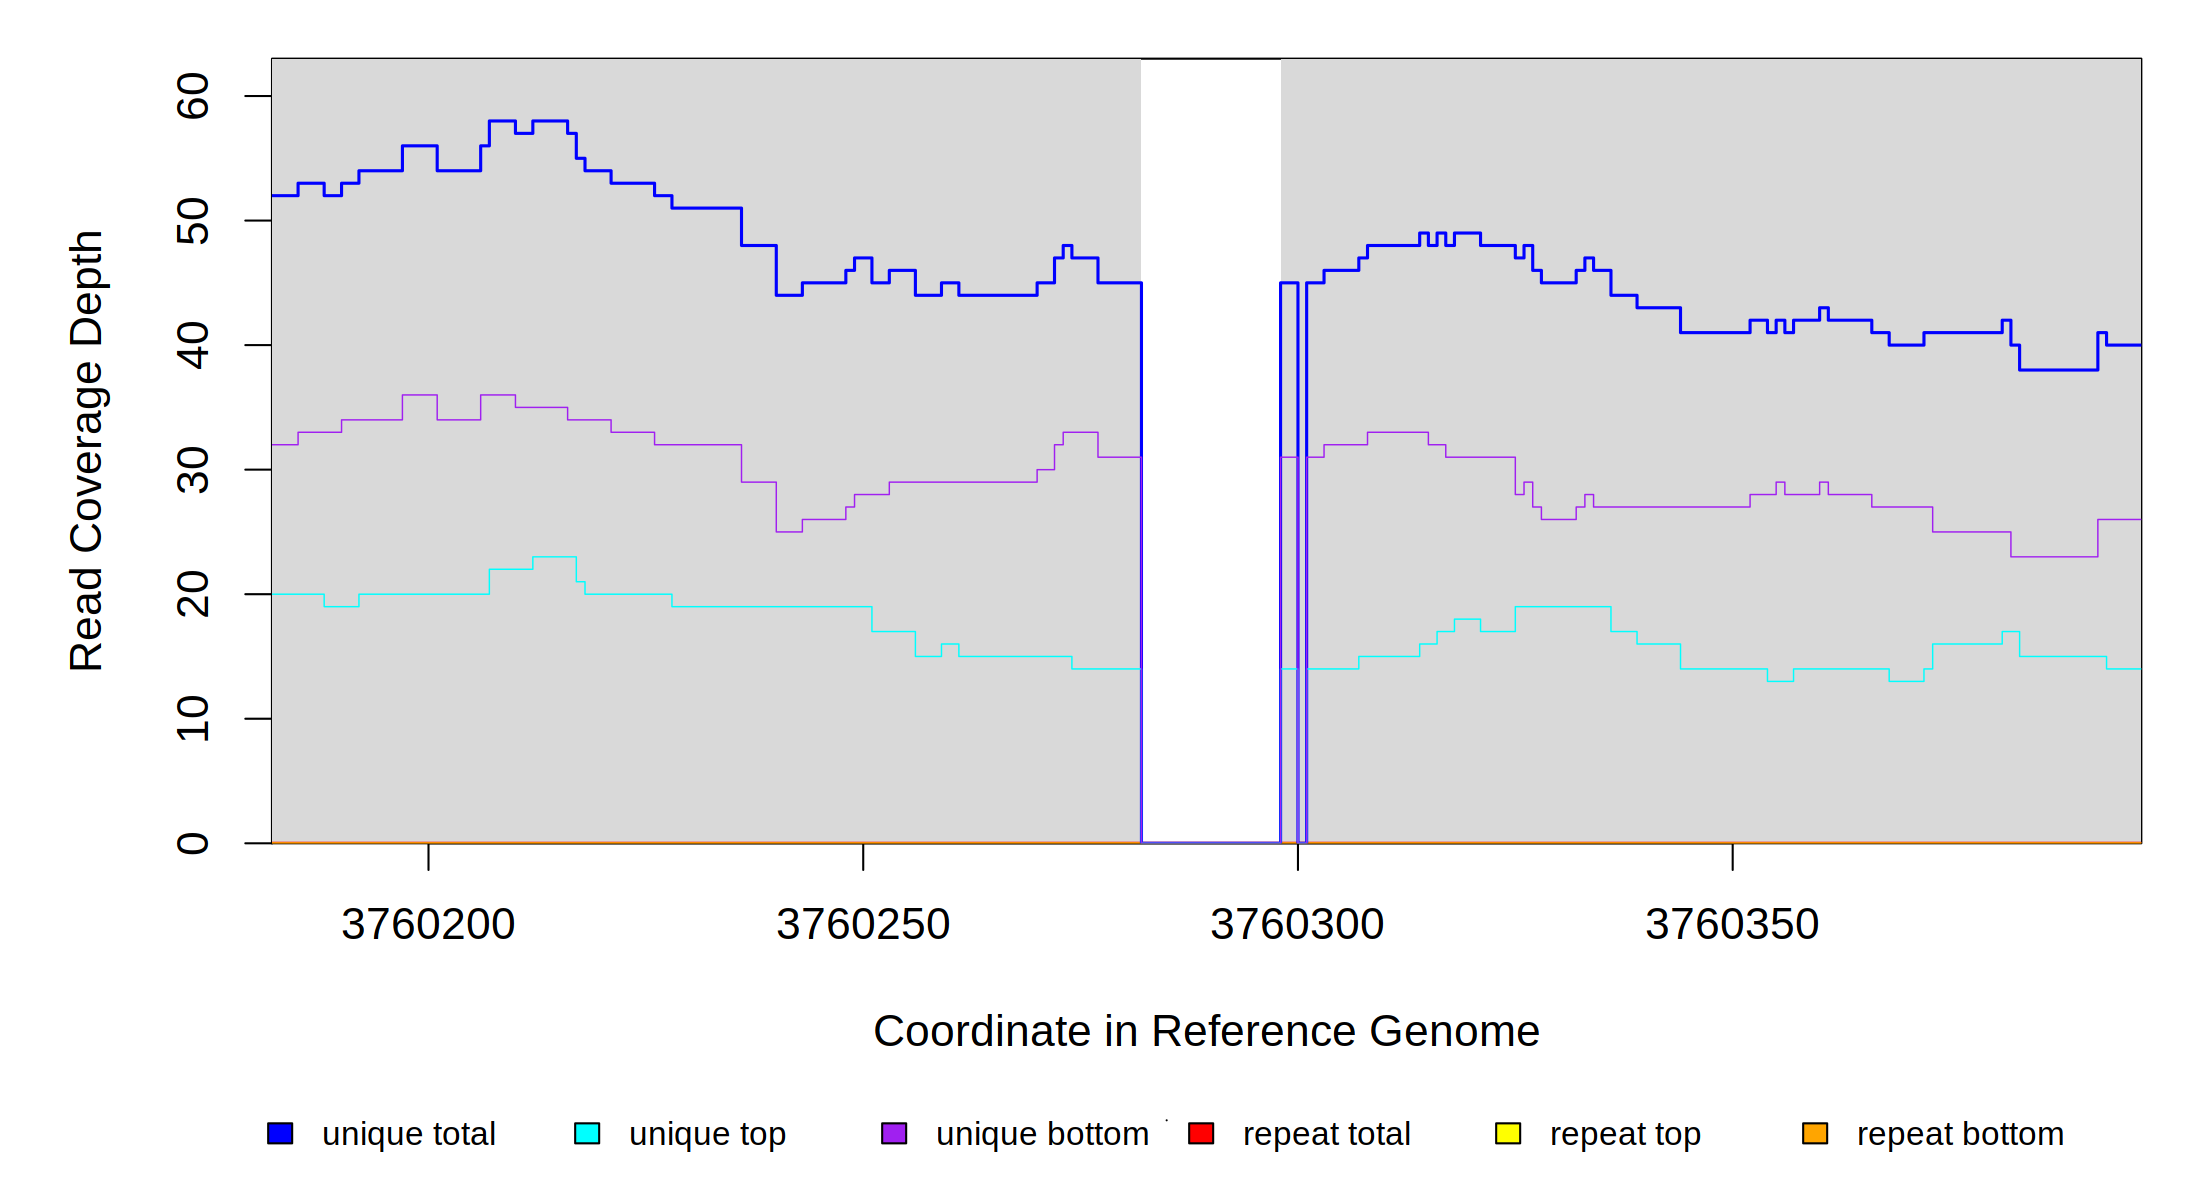 Read Coverage Depth
60
50
40
30
20
10
0
3760200 3760250 3760300 3760350
Coordinate in Reference Genome
unique total unique top unique bottom repeat total repeat top repeat bottom